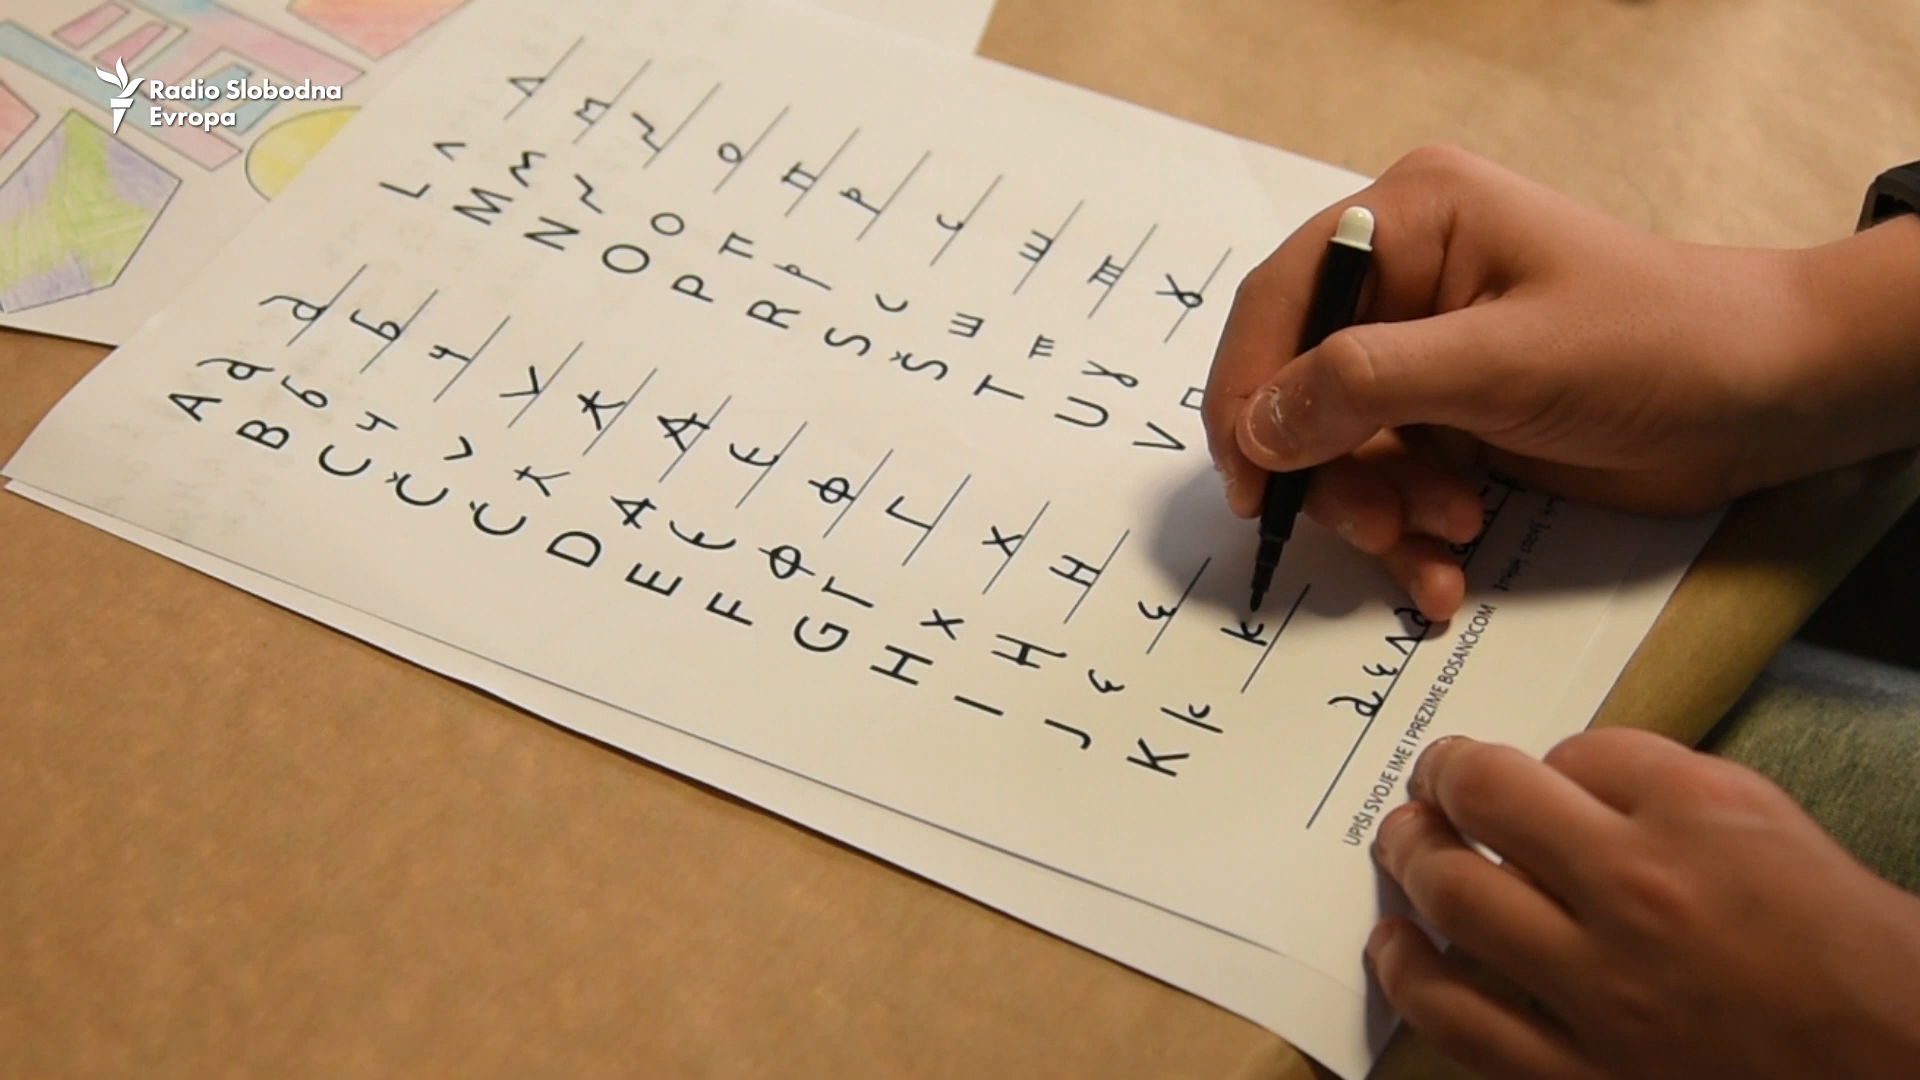 Radio Slobodna
Evropa
A а а
B б б
C ч ч
Č ѵ ѵ
Ć ћ ћ
D д д
E є є
F ф ф
G г г
H х х
I н н
J ꙉ ꙉ
K к к
L л л
M м м
N
O о о
P п п
R р р
S с с
Š ш ш
T т т
U ɣ ɣ
V
UPIŠI SVOJE IME I PREZIME BOSANČICOM